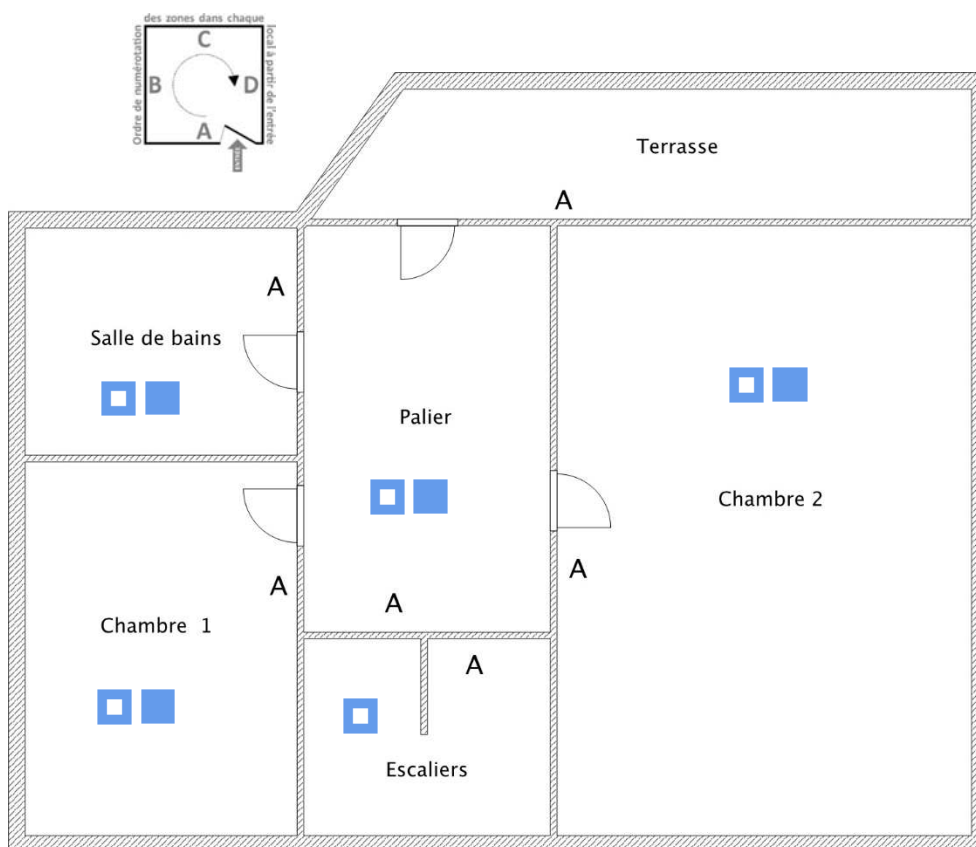 des zones dans chaque
Ordre de numérotation
local à partir de l'entrée
C
B
D
A
Entrée
Terrasse
A
A
Salle de bains
Palier
Chambre 2
A
A
A
Chambre 1
A
Escaliers